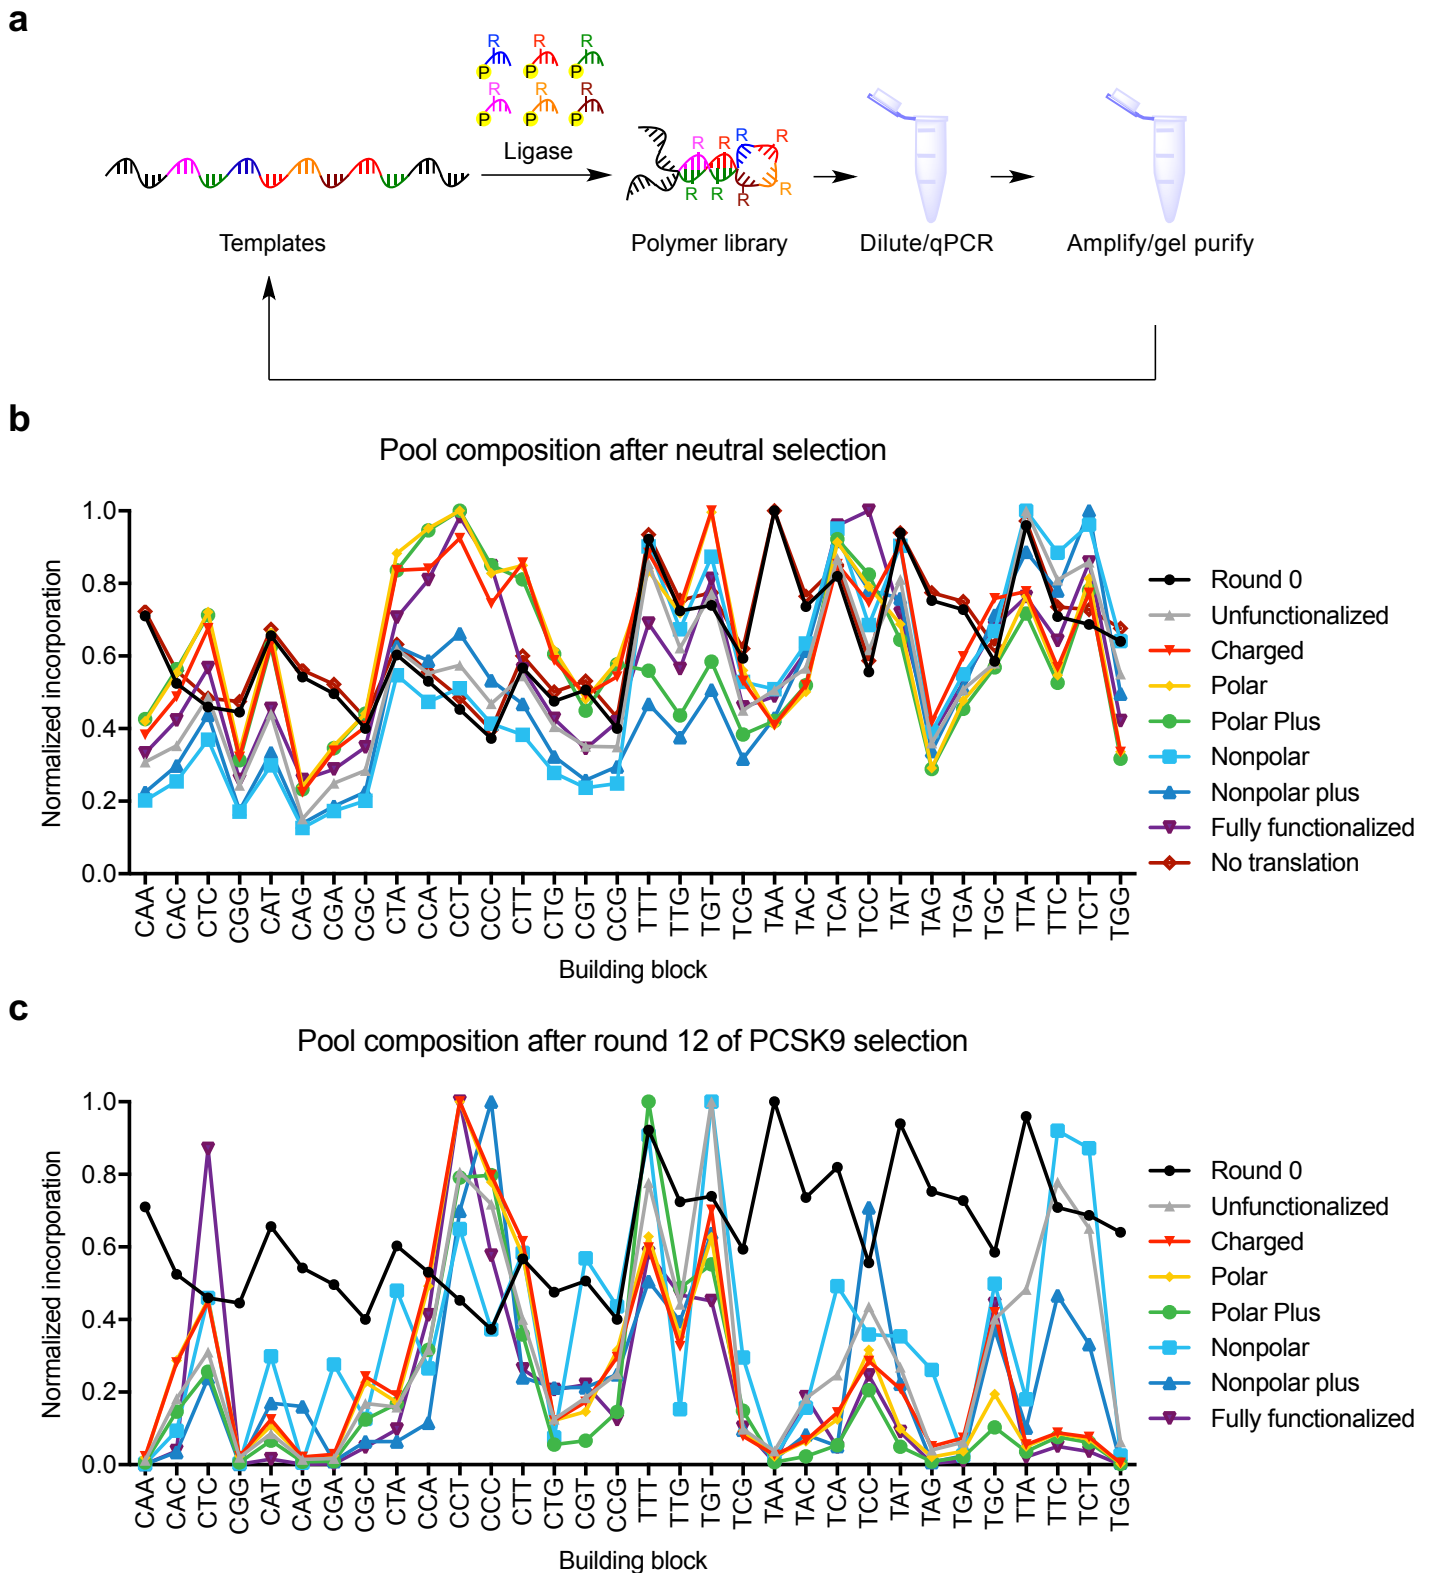 a
R R R
P P P
R R R
P P P
Ligase
R R R R
R R R R
Templates
Polymer library
Dilute/qPCR
Amplify/gel purify
b
Pool composition after neutral selection
Normalized incorporation
1.0
0.8
0.6
0.4
0.2
0.0
CAA CAC CTC CGG CAT CAG CGA CGC CTA CCA CCT CCC CTT CTG CGT CCG TTT TTG TGT TCG TAA TAC TCA TCC TAT TAG TGA TGC TTA TTC TCT TGG
Building block
Round 0
Unfunctionalized
Charged
Polar
Polar Plus
Nonpolar
Nonpolar plus
Fully functionalized
No translation
c
Pool composition after round 12 of PCSK9 selection
Normalized incorporation
1.0
0.8
0.6
0.4
0.2
0.0
CAA CAC CTC CGG CAT CAG CGA CGC CTA CCA CCT CCC CTT CTG CGT CCG TTT TTG TGT TCG TAA TAC TCA TCC TAT TAG TGA TGC TTA TTC TCT TGG
Building block
Round 0
Unfunctionalized
Charged
Polar
Polar Plus
Nonpolar
Nonpolar plus
Fully functionalized